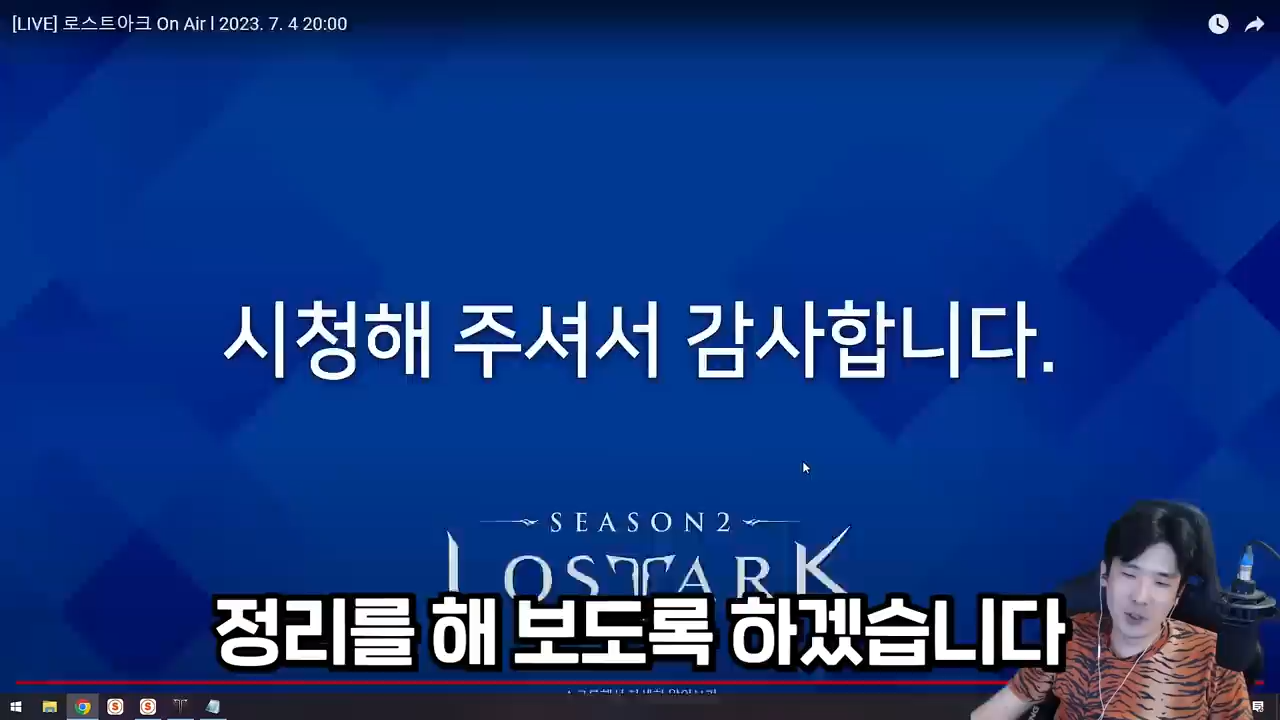 [LIVE] 로스트아크 On Air l 2023. 7. 4 20:00
시청해 주셔서 감사합니다.
SEASON 2
LOST ARK
정리를 해 보도록 하겠습니다